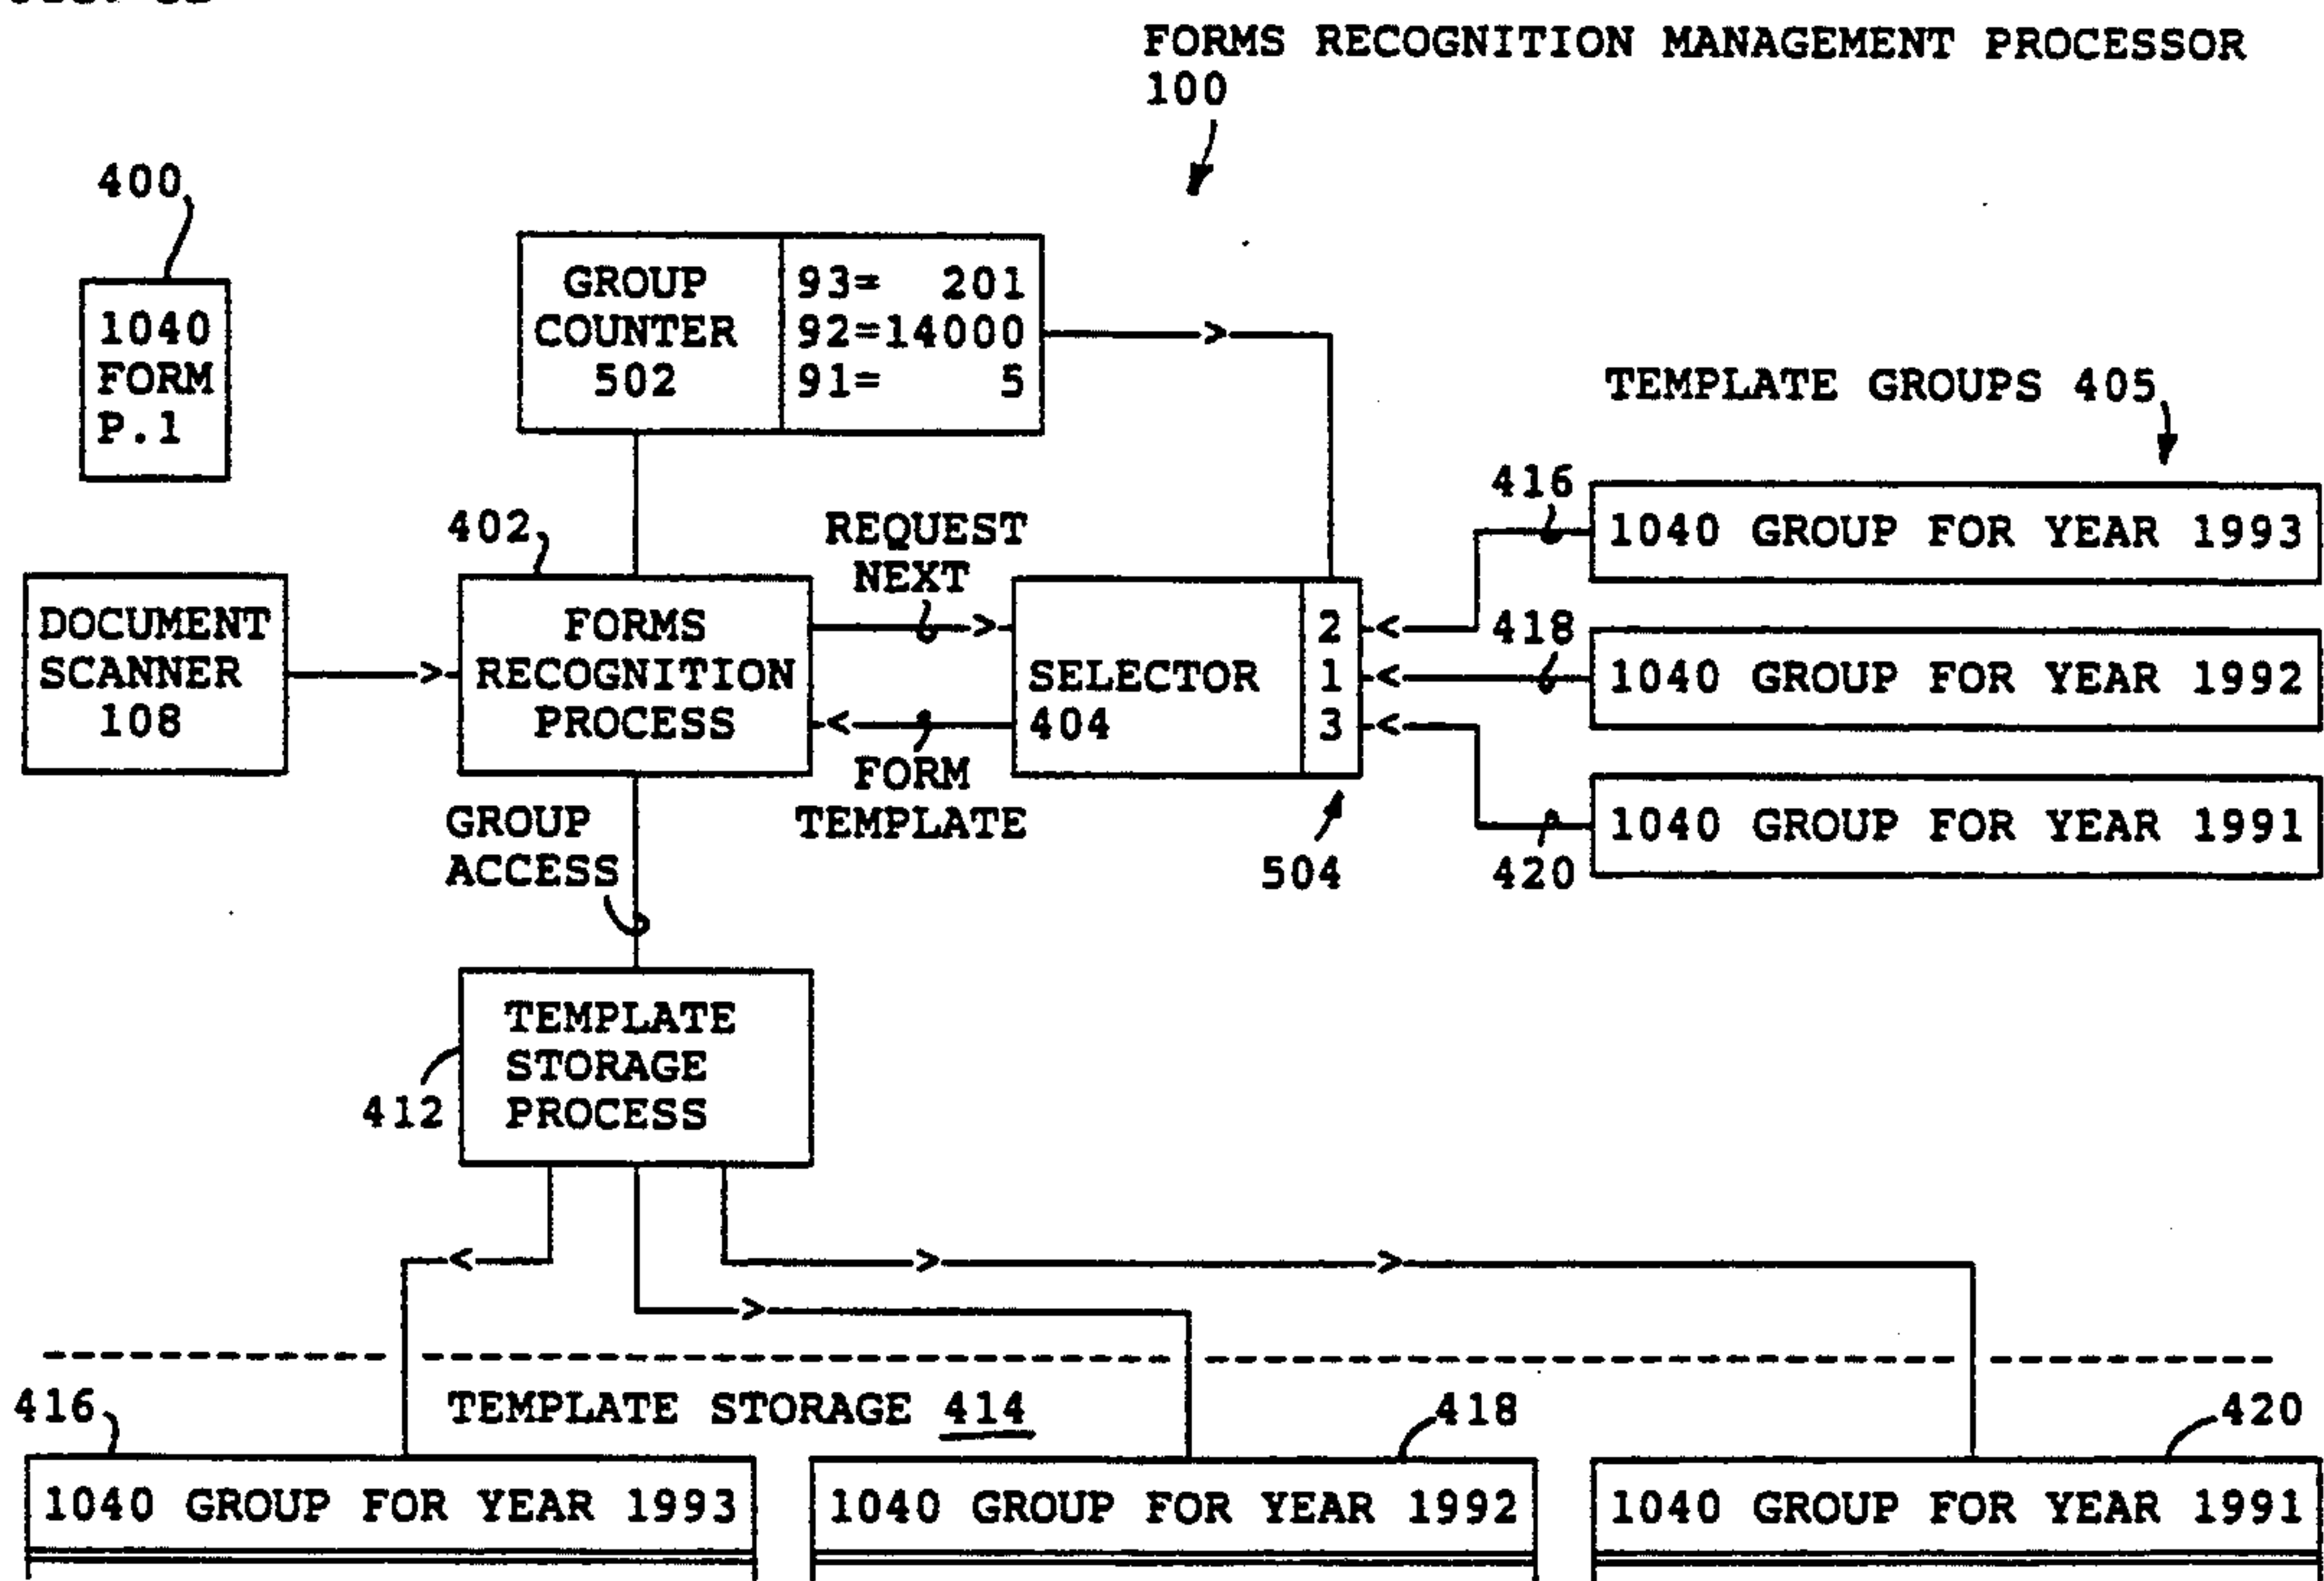 FORMS RECOGNITION MANAGEMENT PROCESSOR
100
400
1040
FORM
P.1
GROUP
COUNTER
502
93= 201
92=14000
91= 5
TEMPLATE GROUPS 405
416
1040 GROUP FOR YEAR 1993
418
1040 GROUP FOR YEAR 1992
420
1040 GROUP FOR YEAR 1991
402
REQUEST
NEXT
DOCUMENT
SCANNER
108
FORMS
RECOGNITION
PROCESS
SELECTOR
404
2
1
3
FORM
TEMPLATE
504
GROUP
ACCESS
TEMPLATE
STORAGE
PROCESS
412
TEMPLATE STORAGE 414
416
418
420
1040 GROUP FOR YEAR 1993
1040 GROUP FOR YEAR 1992
1040 GROUP FOR YEAR 1991